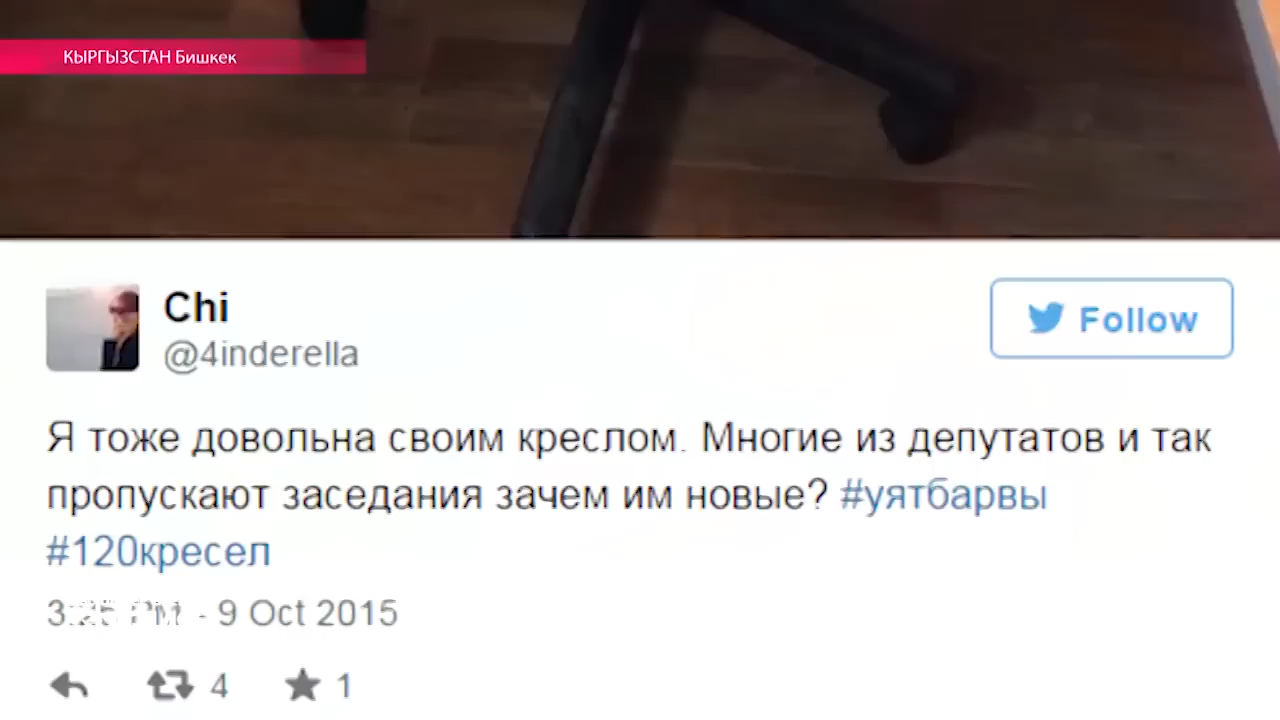 КЫРГЫЗСТАН Бишкек
Chi
@4inderella
Follow
Я тоже довольна своим креслом. Многие из депутатов и так
пропускают заседания зачем им новые? #уятбарвы
#120кресел
9 Oct 2015
4
1